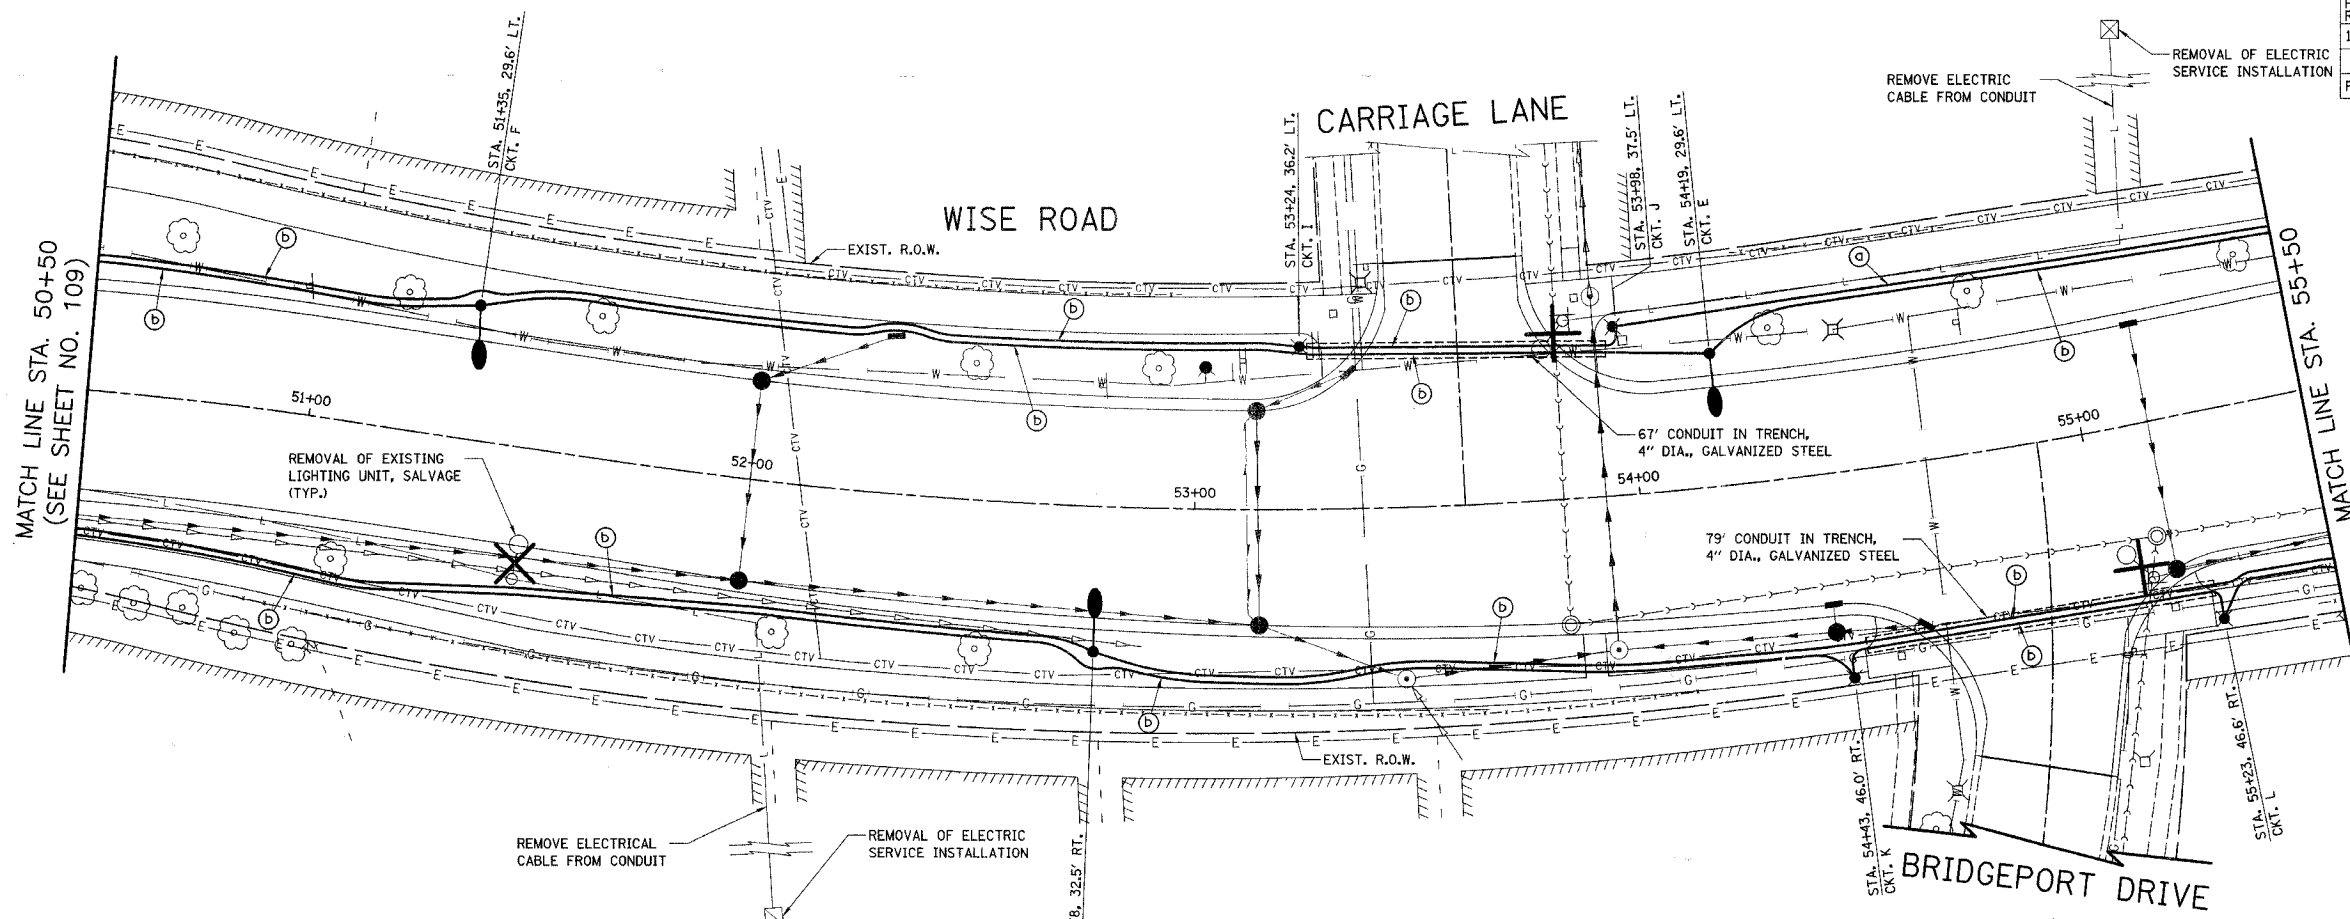 STA. 51+35, 29.6' LT.
CKT. F
REMOVE ELECTRIC
CABLE FROM CONDUIT
REMOVAL OF ELECTRIC
SERVICE INSTALLATION
CARRIAGE LANE
WISE ROAD
EXIST. R.O.W.
STA. 53+24, 36.2' LT.
CKT. I
STA. 53+98, 37.5' LT.
CKT. J
STA. 54+19, 29.6' LT.
CKT. E
MATCH LINE STA. 50+50
(SEE SHEET NO. 109)
MATCH LINE STA. 55+50
51+00
52+00
53+00
54+00
55+00
REMOVAL OF EXISTING
LIGHTING UNIT, SALVAGE
(TYP.)
67' CONDUIT IN TRENCH,
4" DIA., GALVANIZED STEEL
79' CONDUIT IN TRENCH,
4" DIA., GALVANIZED STEEL
EXIST. R.O.W.
REMOVE ELECTRICAL
CABLE FROM CONDUIT
REMOVAL OF ELECTRIC
SERVICE INSTALLATION
8, 32.5' RT.
STA. 54+43, 46.0' RT.
CKT. K
STA. 55+23, 46.6' RT.
CKT. L
BRIDGEPORT DRIVE
a
b
b
b
b
b
b
b
b
b
b
b
b
b
b
E
CTV
W
G
L